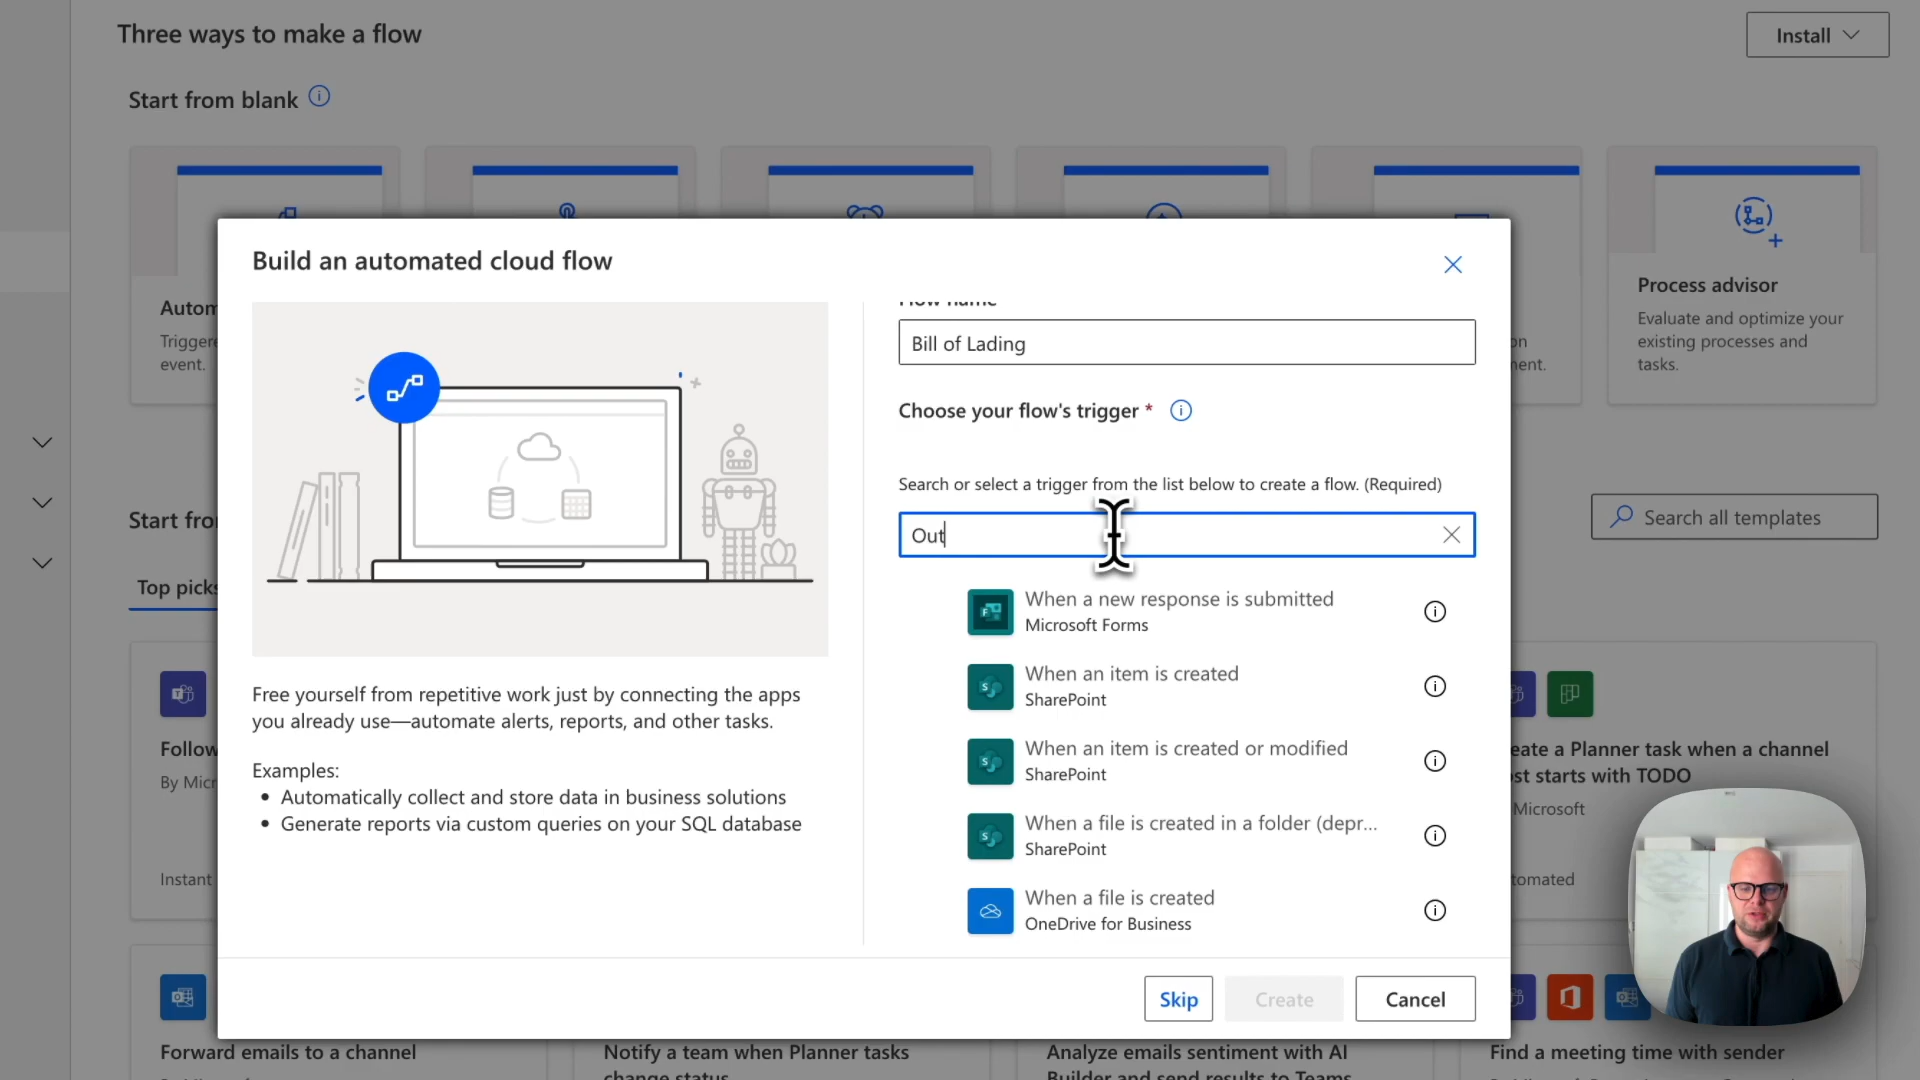 Three ways to make a flow
Install
Start from blank
Process advisor
Evaluate and optimize your
existing processes and
tasks.
Build an automated cloud flow
Flow name
Bill of Lading
Choose your flow's trigger *
Search or select a trigger from the list below to create a flow. (Required)
Out
When a new response is submitted
Microsoft Forms
When an item is created
SharePoint
When an item is created or modified
SharePoint
When a file is created in a folder (depr...
SharePoint
When a file is created
OneDrive for Business
Free yourself from repetitive work just by connecting the apps
you already use—automate alerts, reports, and other tasks.
Examples:
• Automatically collect and store data in business solutions
• Generate reports via custom queries on your SQL database
Skip
Create
Cancel
Autom
Triggere
event.
on
ment.
Start fro
Search all templates
Top picks
Follow
By Micr
Instant
eate a Planner task when a channel
st starts with TODO
Microsoft
tomated
Forward emails to a channel
Notify a team when Planner tasks
change status
Analyze emails sentiment with AI
Builder and send results to Teams
Find a meeting time with sender